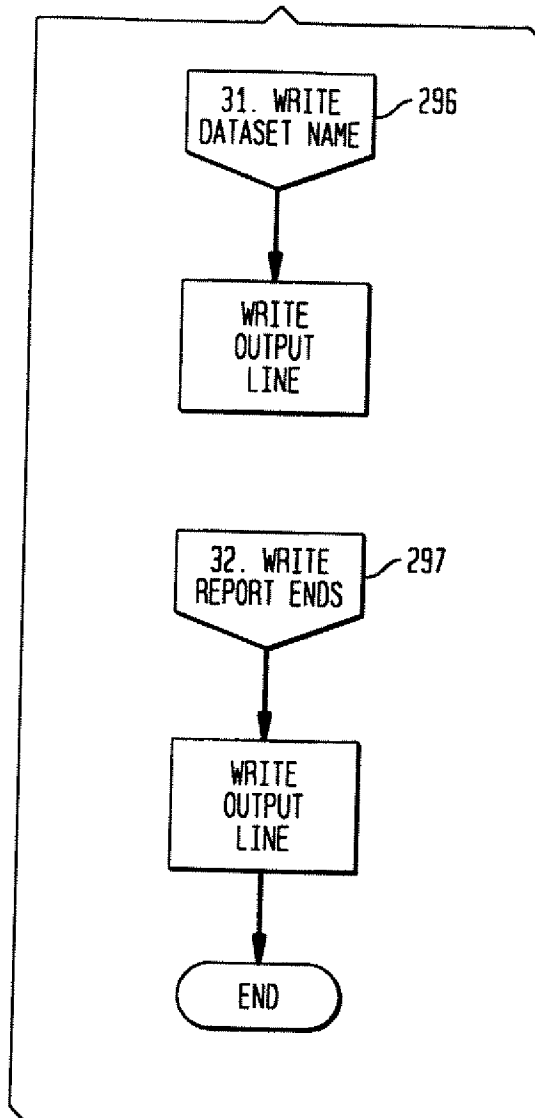 31. WRITE
DATASET NAME
296
WRITE
OUTPUT
LINE
32. WRITE
REPORT ENDS
297
WRITE
OUTPUT
LINE
END